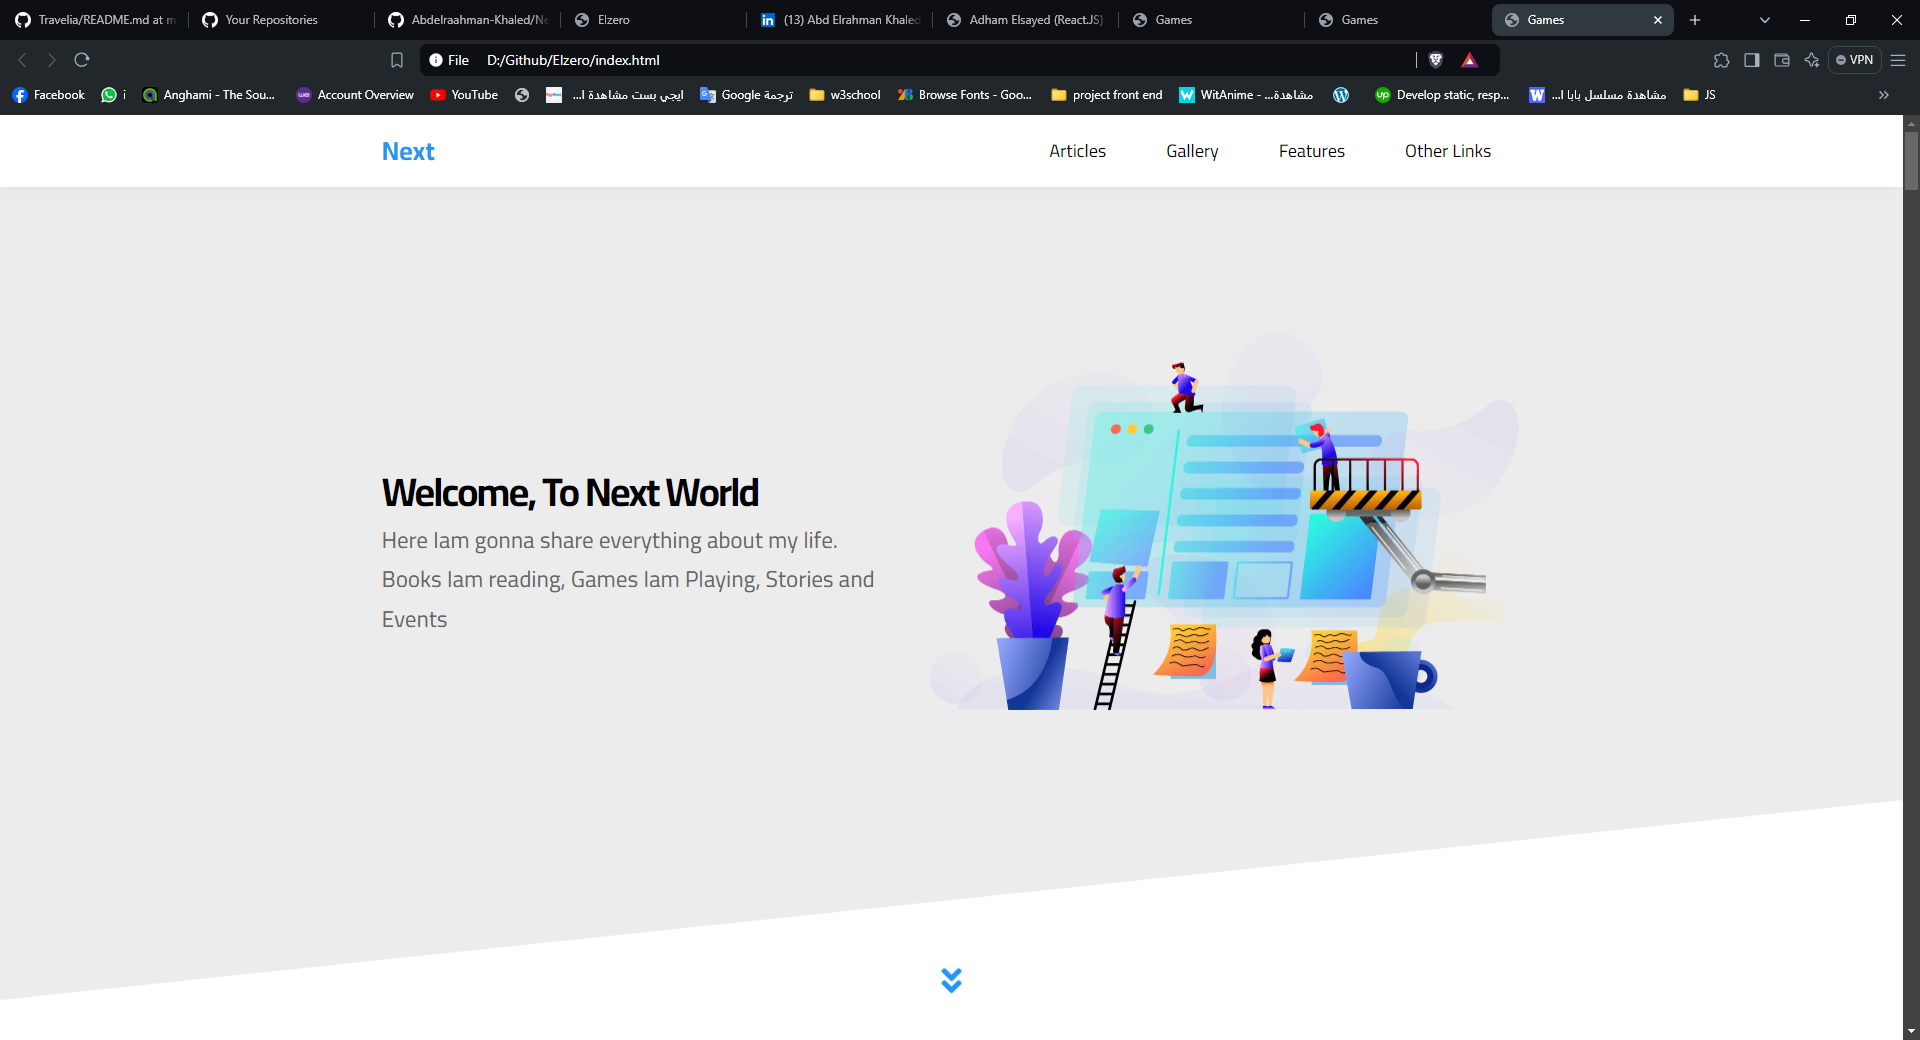 Travelia/README.md at m
Your Repositories
Abdelraahman-Khaled/Ne
Elzero
(13) Abd Elrahman Khaled
Adham Elsayed (React.JS)
Games
Games
Games
File D:/Github/Elzero/index.html
VPN
Facebook
i
Anghami - The Sou...
Account Overview
YouTube
ايجي بست مشاهدة ا...
ترجمة Google
w3school
Browse Fonts - Goo...
project front end
WitAnime - مشاهدة...
Develop static, resp...
مشاهدة مسلسل بابا ا...
JS
Next
Articles
Gallery
Features
Other Links
Welcome, To Next World
Here Iam gonna share everything about my life.
Books Iam reading, Games Iam Playing, Stories and
Events